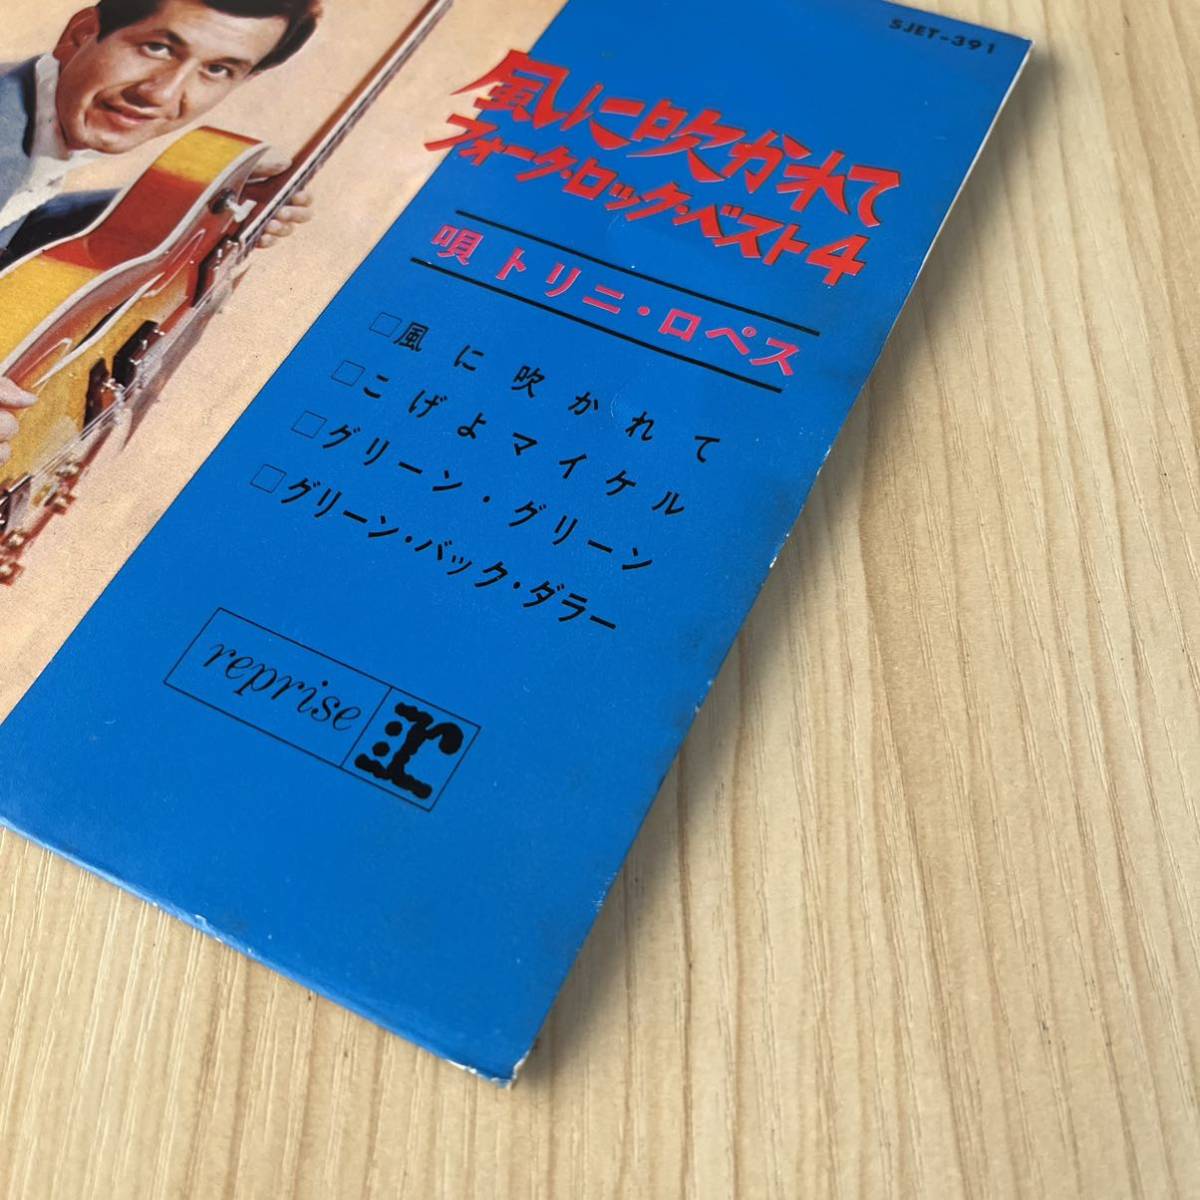 SJET-391
風に吹かれて
フォーク・ロック・ベスト4
唄 トリニ・ロペス
□風に吹かれて
□こげよマイケル
□グリーン・グリーン
□グリーン・バック・ダラー
reprise